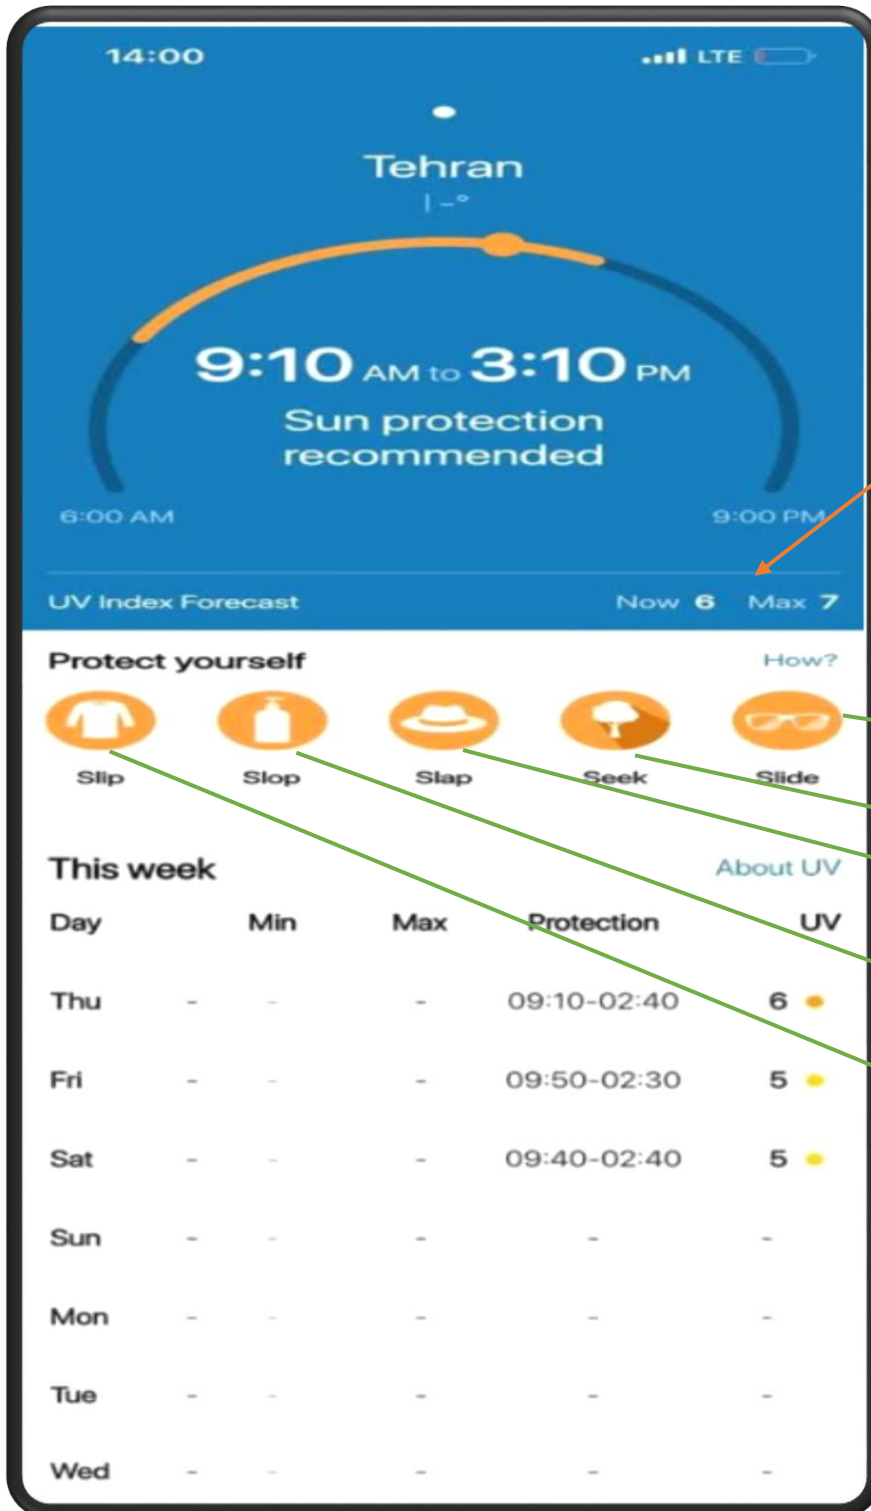 14:00 LTE
Tehran
|-°
9:10 AM to 3:10 PM
Sun protection
recommended
6:00 AM 9:00 PM
UV Index Forecast Now 6 Max 7
Protect yourself How?
Slip Slop Slap Seek Slide
This week About UV
Day Min Max Protection UV
Thu - - - 09:10-02:40 6
Fri - - - 09:50-02:30 5
Sat - - - 09:40-02:40 5
Sun - - - - -
Mon - - - - -
Tue - - - - -
Wed - - - - -